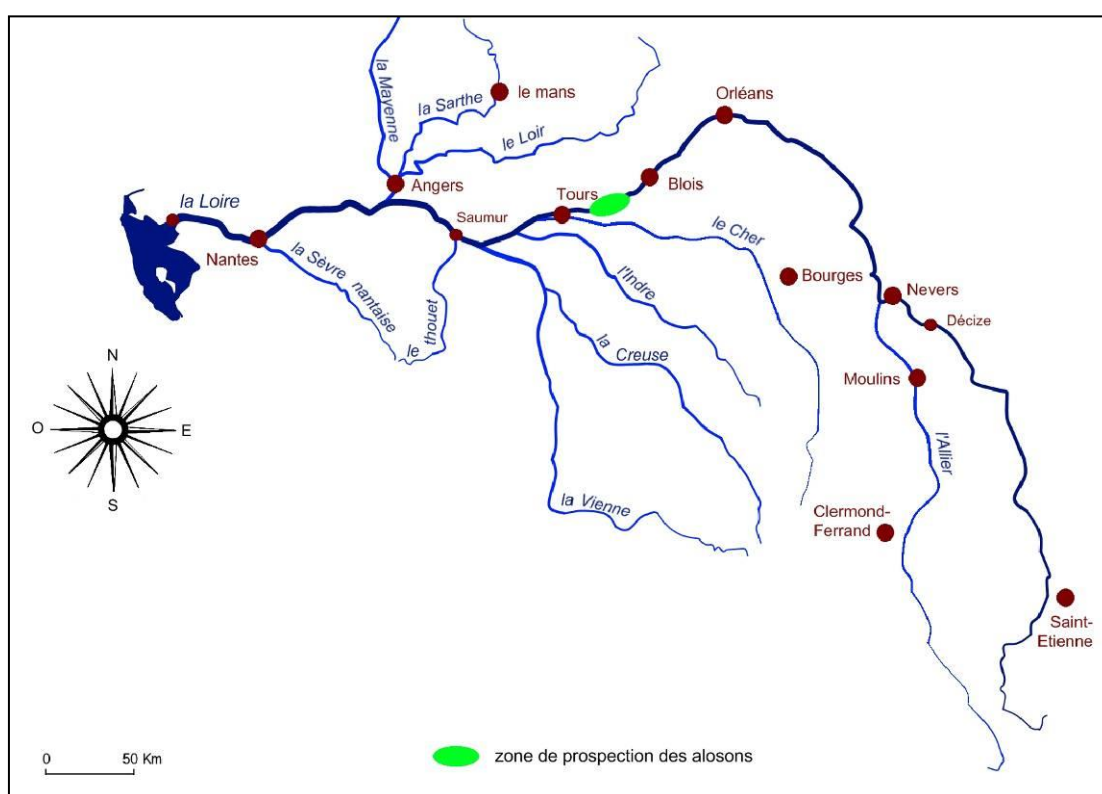 la Mayenne
la Sarthe
le mans
le Loir
Orléans
Angers
Blois
Tours
la Loire
Saumur
Nantes
le Cher
la Sèvre nantaise
le thouet
l'Indre
Bourges
Nevers
Décize
la Creuse
Moulins
N
O
E
S
l'Allier
la Vienne
Clermond-
Ferrand
Saint-
Etienne
0
50 Km
zone de prospection des alosons